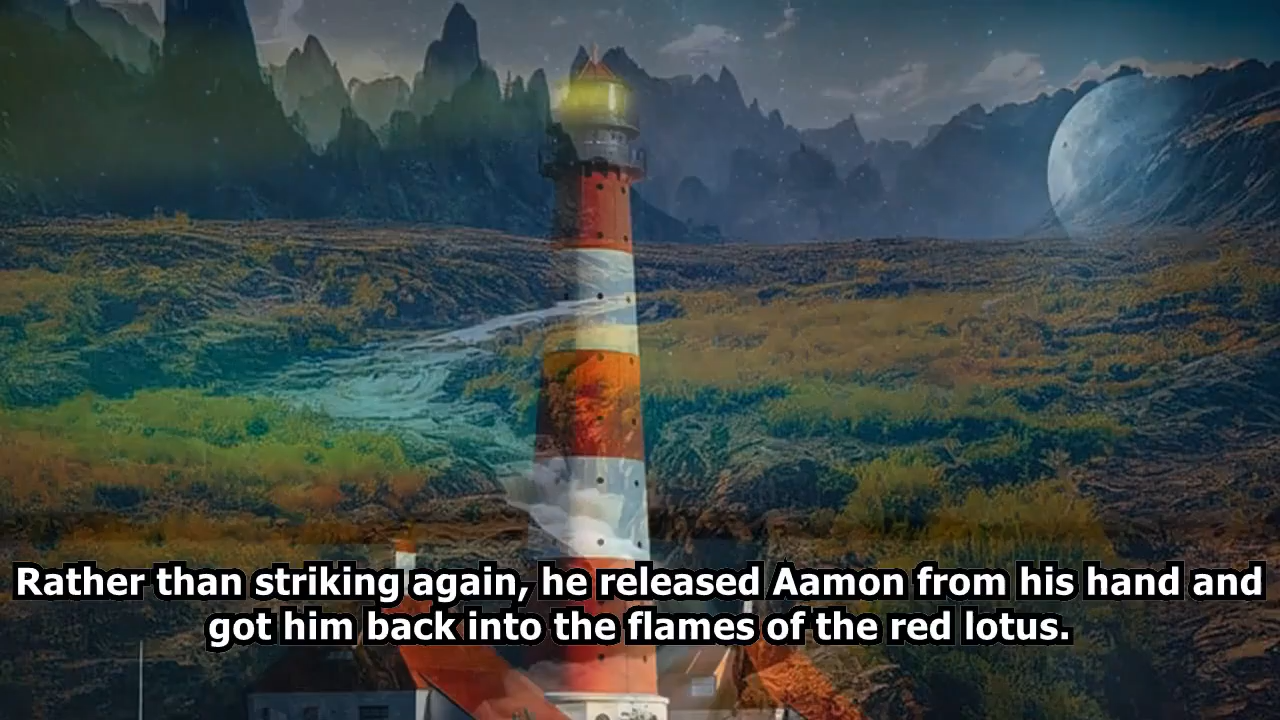 Rather than striking again, he released Aamon from his hand and
got him back into the flames of the red lotus.